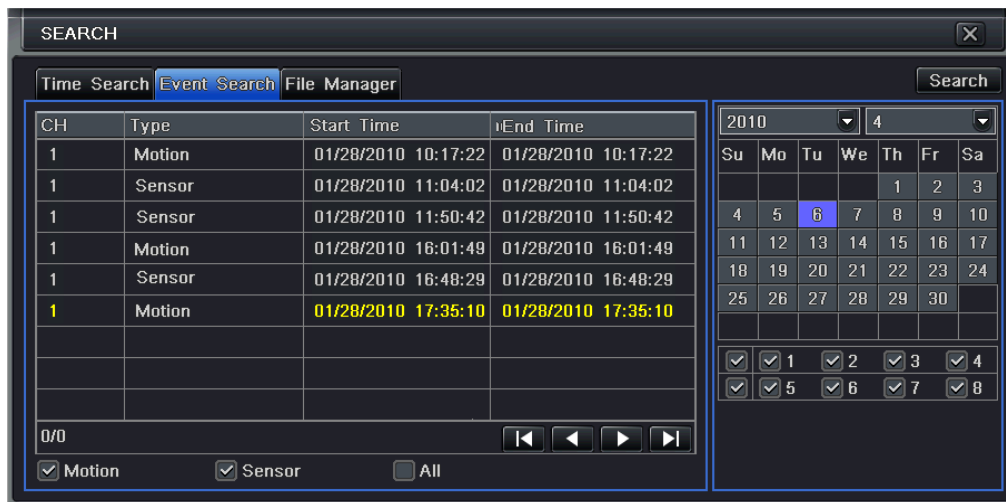 SEARCH
Time Search Event Search File Manager Search
CH Type Start Time End Time
1 Motion 01/28/2010 10:17:22 01/28/2010 10:17:22
1 Sensor 01/28/2010 11:04:02 01/28/2010 11:04:02
1 Sensor 01/28/2010 11:50:42 01/28/2010 11:50:42
1 Motion 01/28/2010 16:01:49 01/28/2010 16:01:49
1 Sensor 01/28/2010 16:48:29 01/28/2010 16:48:29
1 Motion 01/28/2010 17:35:10 01/28/2010 17:35:10
0/0
Motion Sensor All
2010 4
Su Mo Tu We Th Fr Sa
1 2 3
4 5 6 7 8 9 10
11 12 13 14 15 16 17
18 19 20 21 22 23 24
25 26 27 28 29 30
1 2 3 4
5 6 7 8